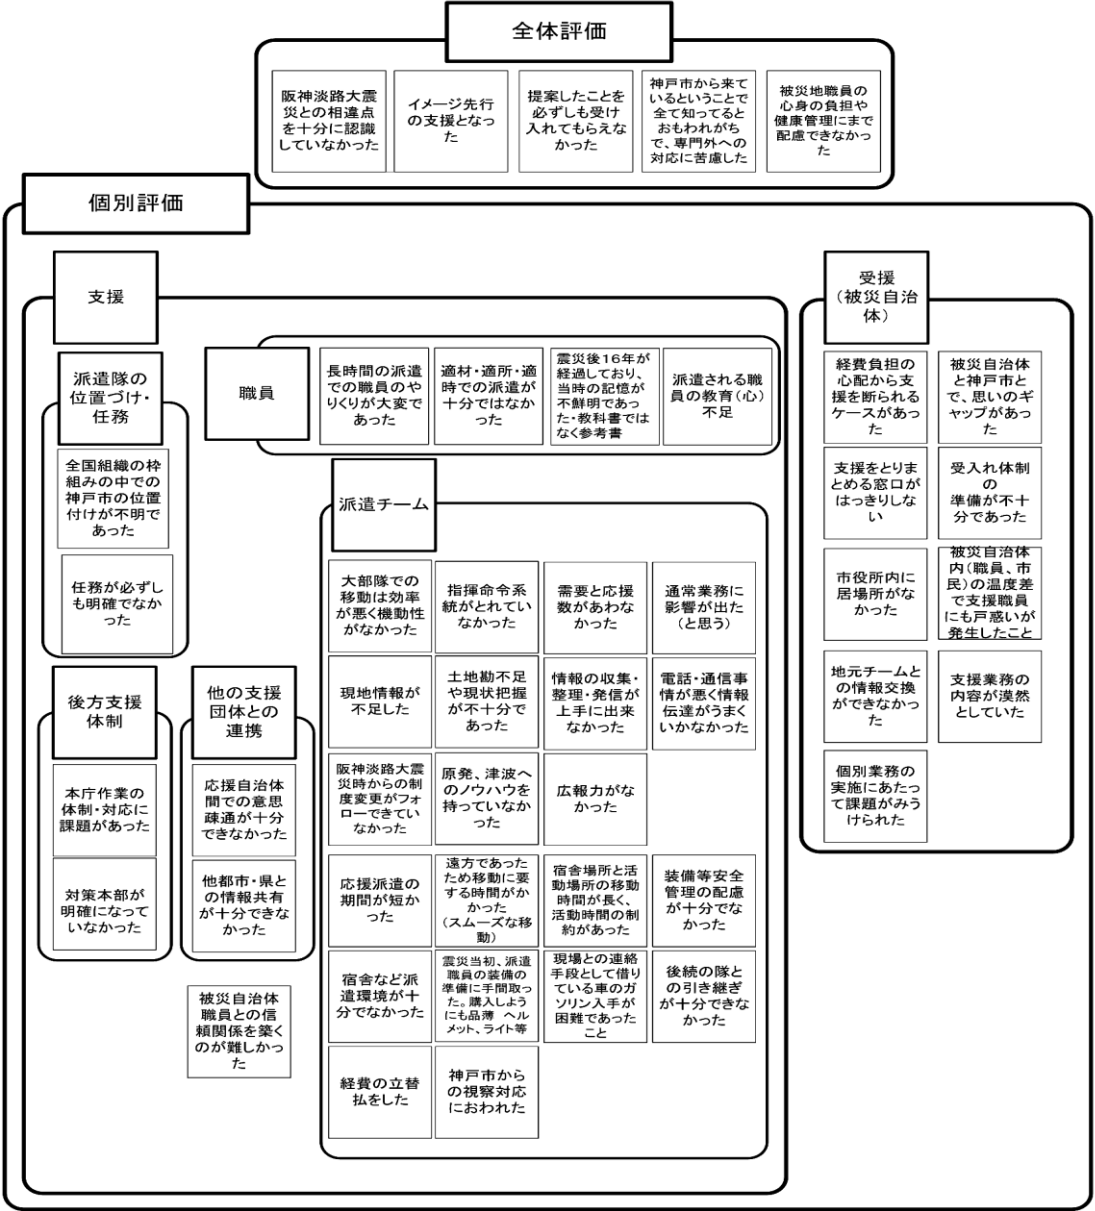 全体評価
阪神淡路大震
災との相違点
を十分に認識
していなかった
イメージ先行
の支援となっ
た
提案したことを
必ずしも受け
入れてもらえな
かった
神戸市から来て
いるということで
全て知ってると
おもわれがち
で、専門外への
対応に苦慮した
被災地職員の
心身の負担や
健康管理にまで
配慮できなかっ
た
個別評価
支援
派遣隊の
位置づけ・
任務
全国組織の枠
組みの中での
神戸市の位置
付けが不明で
あった
任務が必ずし
も明確でなか
った
職員
長時間の派遣
での職員のや
りくりが大変で
あった
適材・適所・適
時での派遣が
十分ではなか
った
震災後16年が
経過しており、
当時の記憶が
不鮮明であっ
た・教科書では
なく参考書
派遣される職
員の教育(心)
不足
派遣チーム
大部隊での
移動は効率
が悪く機動性
がなかった
指揮命令系
統がとれてい
なかった
需要と応援
数があわな
かった
通常業務に
影響が出た
(と思う)
現地情報が
不足した
土地勘不足
や現状把握
が不十分で
あった
情報の収集・
整理・発信が
上手に出来
なかった
電話・通信事
情が悪く情報
伝達がうまく
いかなかった
阪神淡路大震
災時からの制
度変更がフォ
ローできてい
なかった
原発、津波へ
のノウハウを
持っていなか
った
広報力がな
かった
応援派遣の
期間が短か
った
遠方であった
ため移動に要
する時間がか
かった
(スムーズな移
動)
宿舎場所と活
動場所の移動
時間が長く、
活動時間の制
約があった
装備等安全
管理の配慮
が十分でな
かった
宿舎など派
遣環境が十
分でなかった
震災当初、派遣
職員の装備の
準備に手間取っ
た。購入しよう
にも品薄 ヘル
メット、ライト等
現場との連絡
手段として借り
ている車のガ
ソリン入手が
困難であった
こと
後続の隊と
の引き継ぎ
が十分できな
かった
経費の立替
払をした
神戸市から
の視察対応
におわれた
後方支援
体制
本庁作業の
体制・対応に
課題があった
対策本部が
明確になって
いなかった
他の支援
団体との
連携
応援自治体
間での意思
疎通が十分
できなかった
他都市・県と
の情報共有
が十分できな
かった
被災自治体
職員との信
頼関係を築く
のが難しかっ
た
受援
(被災自治
体)
経費負担の
心配から支
援を断られる
ケースがあっ
た
被災自治体
と神戸市と
で、思いのギ
ャップがあっ
た
支援をとりま
とめる窓口が
はっきりしな
い
受入れ体制
の
準備が不十
分であった
市役所内に
居場所がな
かった
被災自治体
内(職員、市
民)の温度差
で支援職員
にも戸惑いが
発生したこと
地元チームと
の情報交換
ができなかっ
た
支援業務の
内容が漠然
としていた
個別業務の
実施にあたっ
て課題がみう
けられた